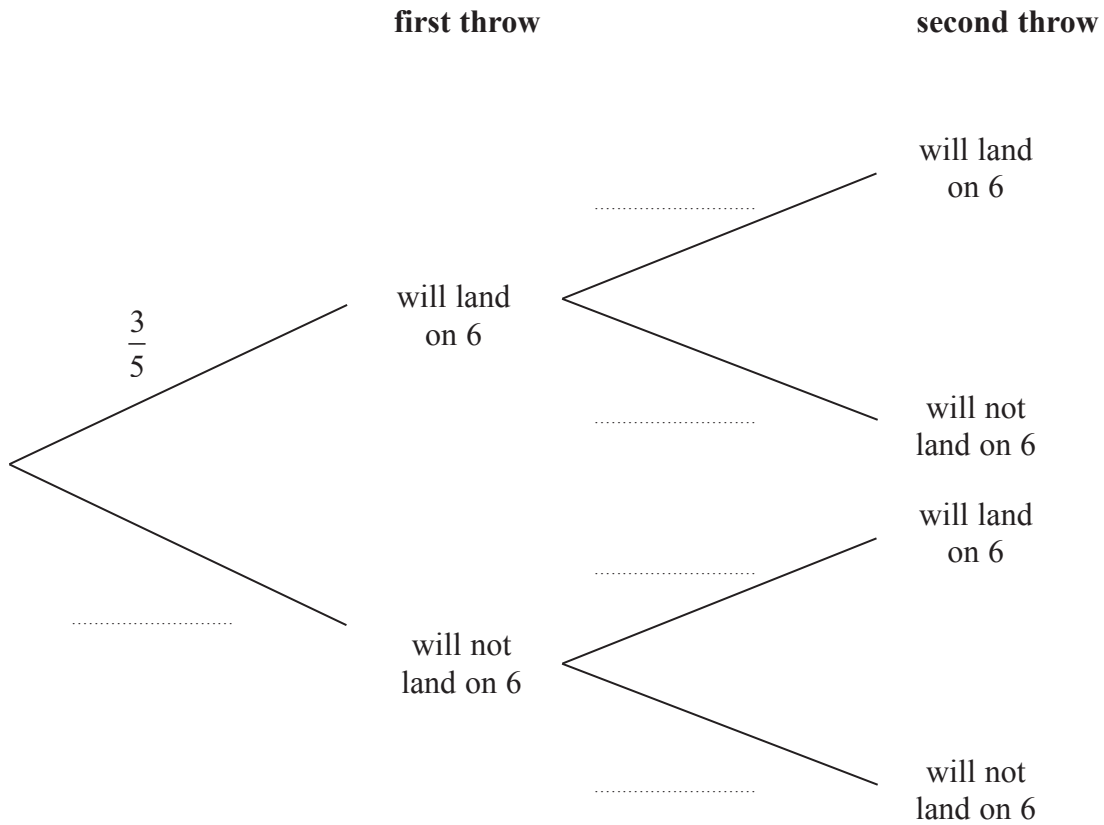 first throw
second throw
will land
on 6
3
5
will land
on 6
will not
land on 6
will land
on 6
will not
land on 6
will not
land on 6